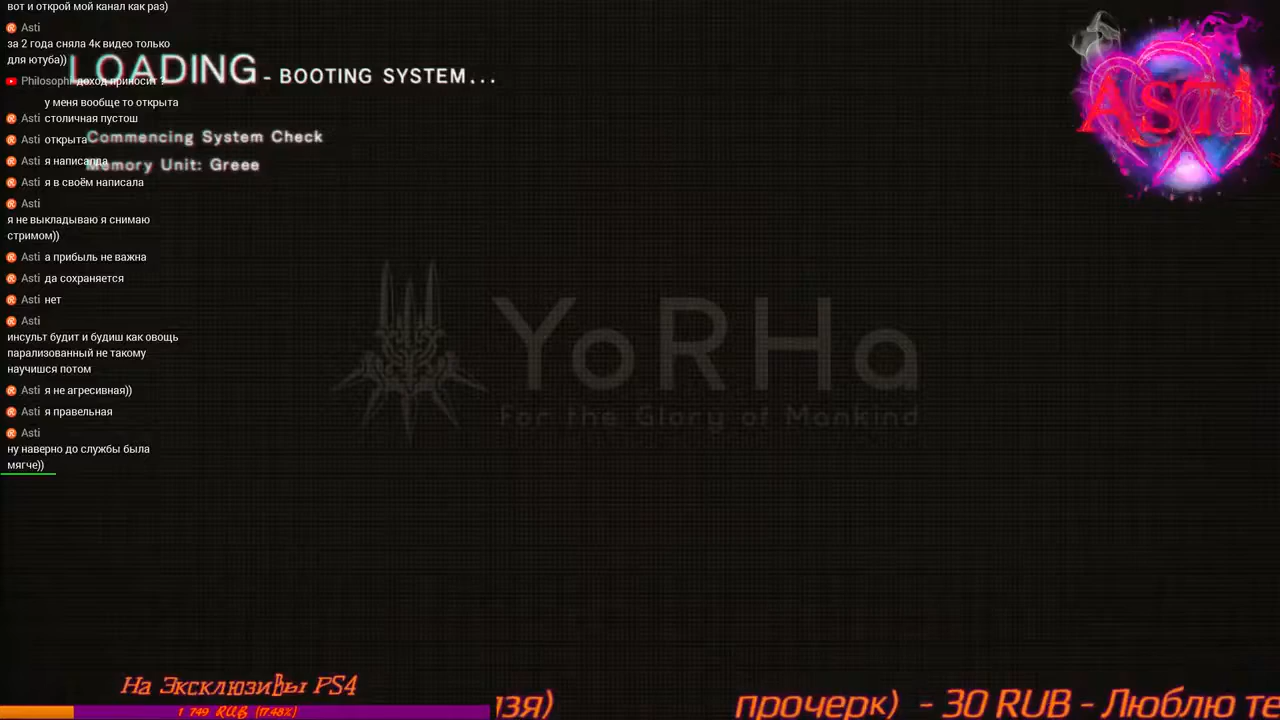 вот и открой мой канал как раз)
Asti
за 2 года сняла 4к видео только
для ютуба))
LOADING - BOOTING SYSTEM...
Philosophi доход приносит ?
у меня вообще то открыта
Asti столичная пустош
Asti открыта
Commencing System Check
Asti я написалда
Memory Unit: Greee
Asti я в своём написала
Asti
я не выкладываю я снимаю
стримом))
Asti а прибыль не важна
Asti да сохраняется
Asti нет
Asti
инсульт будит и будиш как овощь
парализованный не такому
научишся потом
Asti я не агресивная))
Asti я правельная
Asti
ну наверно до службы была
мягче))
ASTI
YoRHa
For the Glory of Mankind
На Эксклюзивы PS4
1 749 RUB (17.48%)
изя) прочерк) - 30 RUB - Люблю те